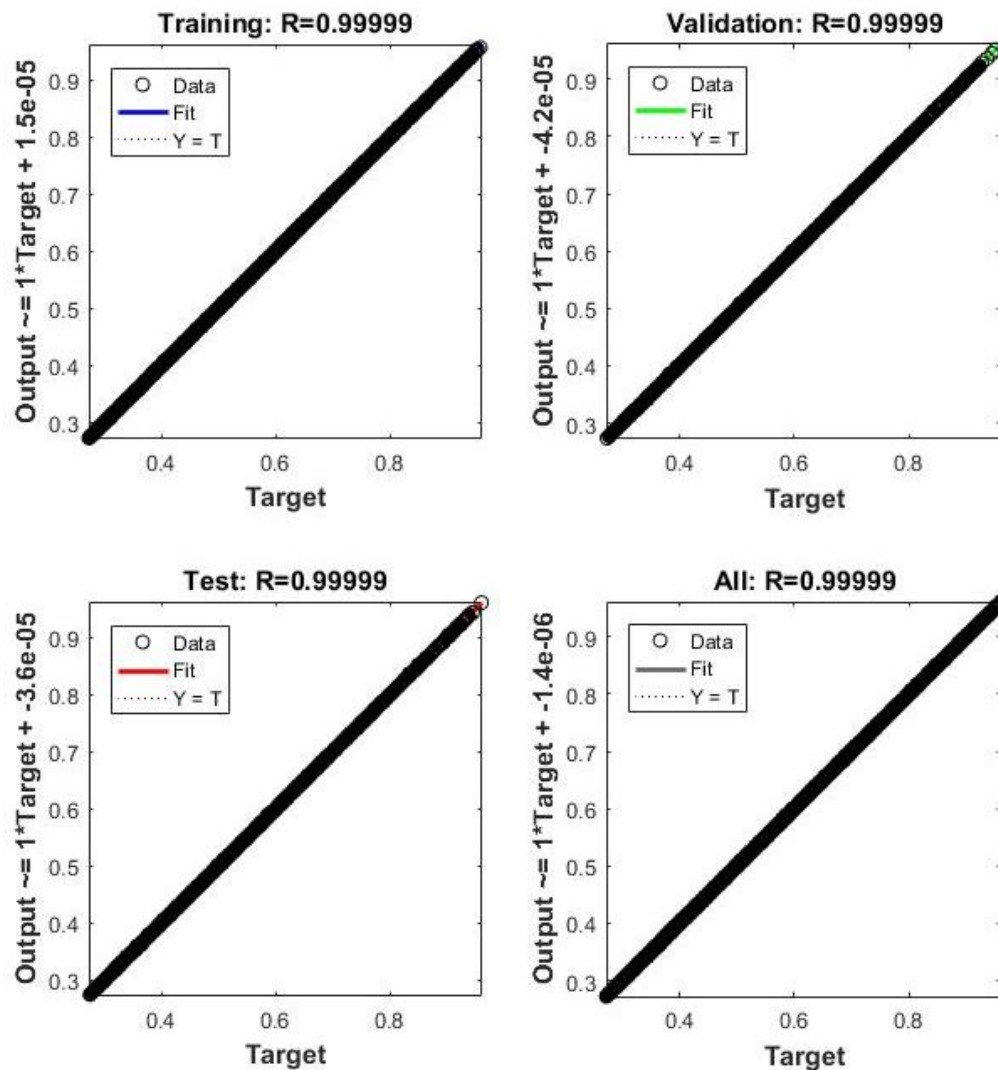 Training: R=0.99999
Output ~= 1*Target + 1.5e-05
0.9
0.8
0.7
0.6
0.5
0.4
0.3
Data
Fit
Y = T
0.4 0.6 0.8
Target
Validation: R=0.99999
Output ~= 1*Target + -4.2e-05
0.9
0.8
0.7
0.6
0.5
0.4
0.3
Data
Fit
Y = T
0.4 0.6 0.8
Target
Test: R=0.99999
Output ~= 1*Target + -3.6e-05
0.9
0.8
0.7
0.6
0.5
0.4
0.3
Data
Fit
Y = T
0.4 0.6 0.8
Target
All: R=0.99999
Output ~= 1*Target + -1.4e-06
0.9
0.8
0.7
0.6
0.5
0.4
0.3
Data
Fit
Y = T
0.4 0.6 0.8
Target